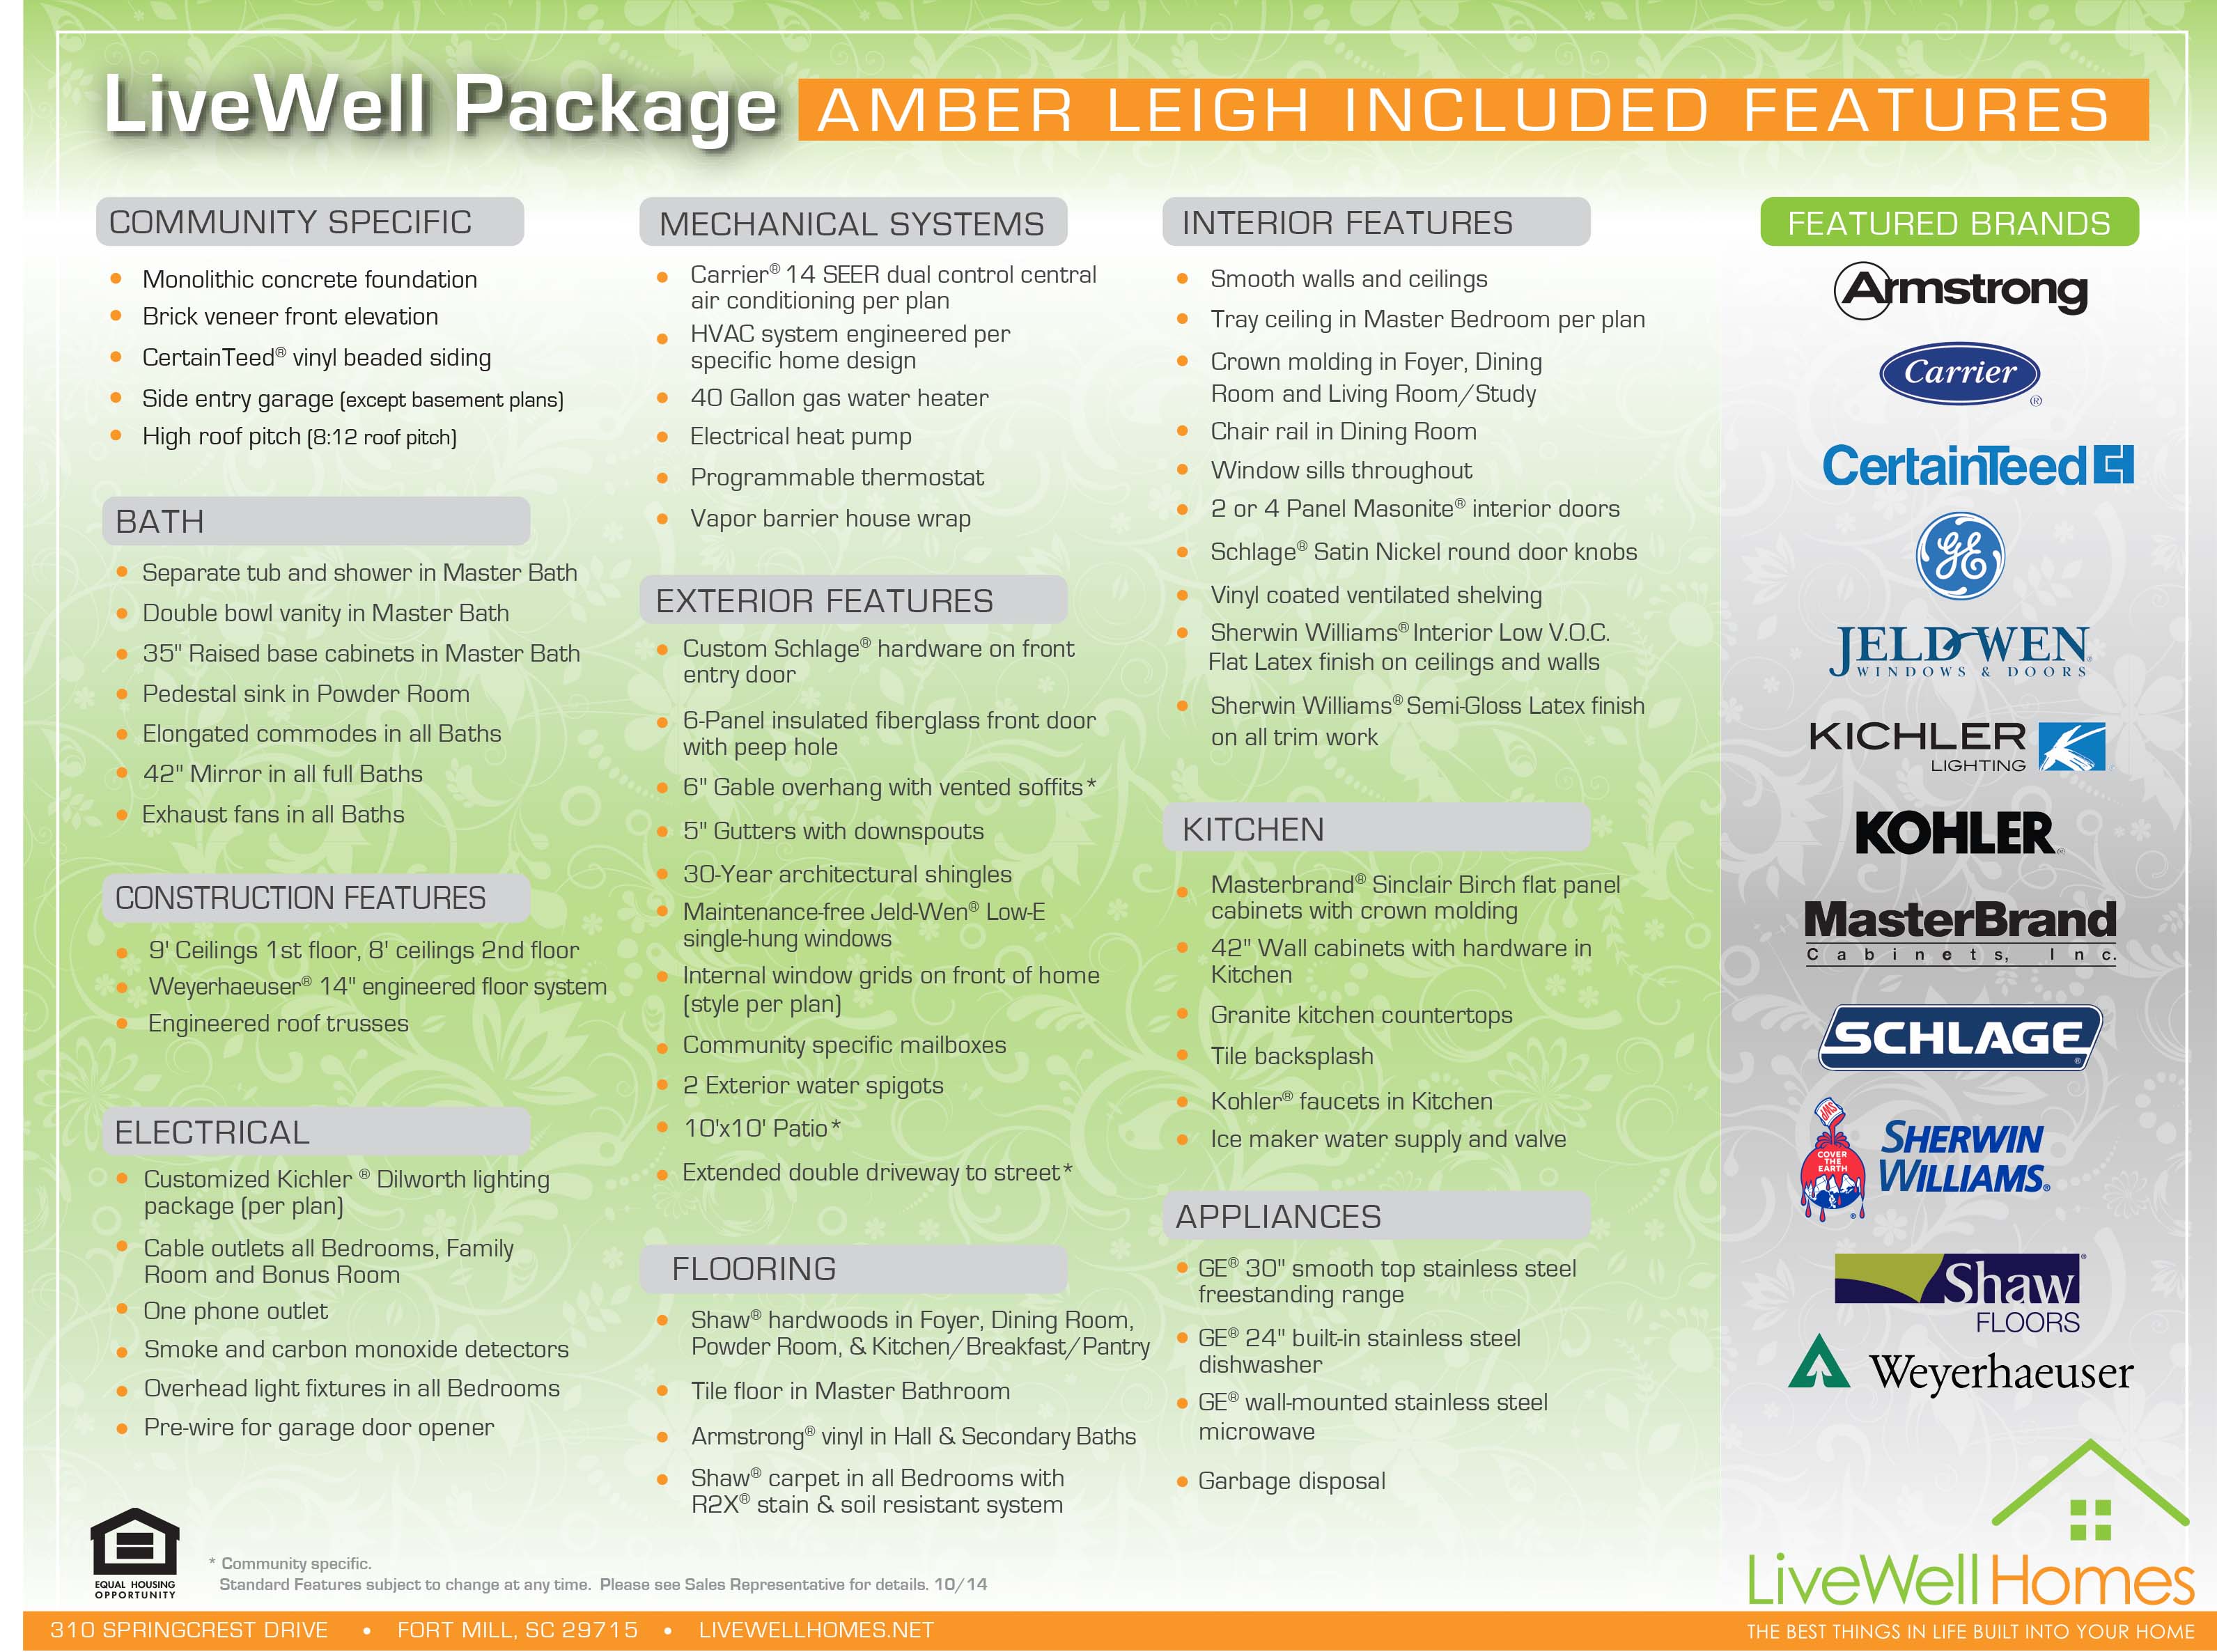 LiveWell Package AMBER LEIGH INCLUDED FEATURES
COMMUNITY SPECIFIC
Monolithic concrete foundation
Brick veneer front elevation
CertainTeed® vinyl beaded siding
Side entry garage (except basement plans)
High roof pitch (8:12 roof pitch)
BATH
Separate tub and shower in Master Bath
Double bowl vanity in Master Bath
35" Raised base cabinets in Master Bath
Pedestal sink in Powder Room
Elongated commodes in all Baths
42" Mirror in all full Baths
Exhaust fans in all Baths
CONSTRUCTION FEATURES
9' Ceilings 1st floor, 8' ceilings 2nd floor
Weyerhaeuser® 14" engineered floor system
Engineered roof trusses
ELECTRICAL
Customized Kichler ® Dilworth lighting
package (per plan)
Cable outlets all Bedrooms, Family
Room and Bonus Room
One phone outlet
Smoke and carbon monoxide detectors
Overhead light fixtures in all Bedrooms
Pre-wire for garage door opener
MECHANICAL SYSTEMS
Carrier® 14 SEER dual control central
air conditioning per plan
HVAC system engineered per
specific home design
40 Gallon gas water heater
Electrical heat pump
Programmable thermostat
Vapor barrier house wrap
EXTERIOR FEATURES
Custom Schlage® hardware on front
entry door
6-Panel insulated fiberglass front door
with peep hole
6" Gable overhang with vented soffits*
5" Gutters with downspouts
30-Year architectural shingles
Maintenance-free Jeld-Wen® Low-E
single-hung windows
Internal window grids on front of home
(style per plan)
Community specific mailboxes
2 Exterior water spigots
10'x10' Patio*
Extended double driveway to street*
FLOORING
Shaw® hardwoods in Foyer, Dining Room,
Powder Room, & Kitchen/Breakfast/Pantry
Tile floor in Master Bathroom
Armstrong® vinyl in Hall & Secondary Baths
Shaw® carpet in all Bedrooms with
R2X® stain & soil resistant system
INTERIOR FEATURES
Smooth walls and ceilings
Tray ceiling in Master Bedroom per plan
Crown molding in Foyer, Dining
Room and Living Room/Study
Chair rail in Dining Room
Window sills throughout
2 or 4 Panel Masonite® interior doors
Schlage® Satin Nickel round door knobs
Vinyl coated ventilated shelving
Sherwin Williams® Interior Low V.O.C.
Flat Latex finish on ceilings and walls
Sherwin Williams® Semi-Gloss Latex finish
on all trim work
KITCHEN
Masterbrand® Sinclair Birch flat panel
cabinets with crown molding
42" Wall cabinets with hardware in
Kitchen
Granite kitchen countertops
Tile backsplash
Kohler® faucets in Kitchen
Ice maker water supply and valve
APPLIANCES
GE® 30" smooth top stainless steel
freestanding range
GE® 24" built-in stainless steel
dishwasher
GE® wall-mounted stainless steel
microwave
Garbage disposal
FEATURED BRANDS
Armstrong
Carrier
®
CertainTeed
GE
JELD-WEN®
WINDOWS & DOORS
KICHLER
LIGHTING
KOHLER®
MasterBrand
Cabinets, Inc.
SCHLAGE
®
SWP
COVER
THE
EARTH
®
SHERWIN
WILLIAMS®
Shaw®
FLOORS
Weyerhaeuser
EQUAL HOUSING
OPPORTUNITY
* Community specific.
Standard Features subject to change at any time. Please see Sales Representative for details. 10/14
LiveWellHomes
310 SPRINGCREST DRIVE • FORT MILL, SC 29715 • LIVEWELLHOMES.NET
THE BEST THINGS IN LIFE BUILT INTO YOUR HOME